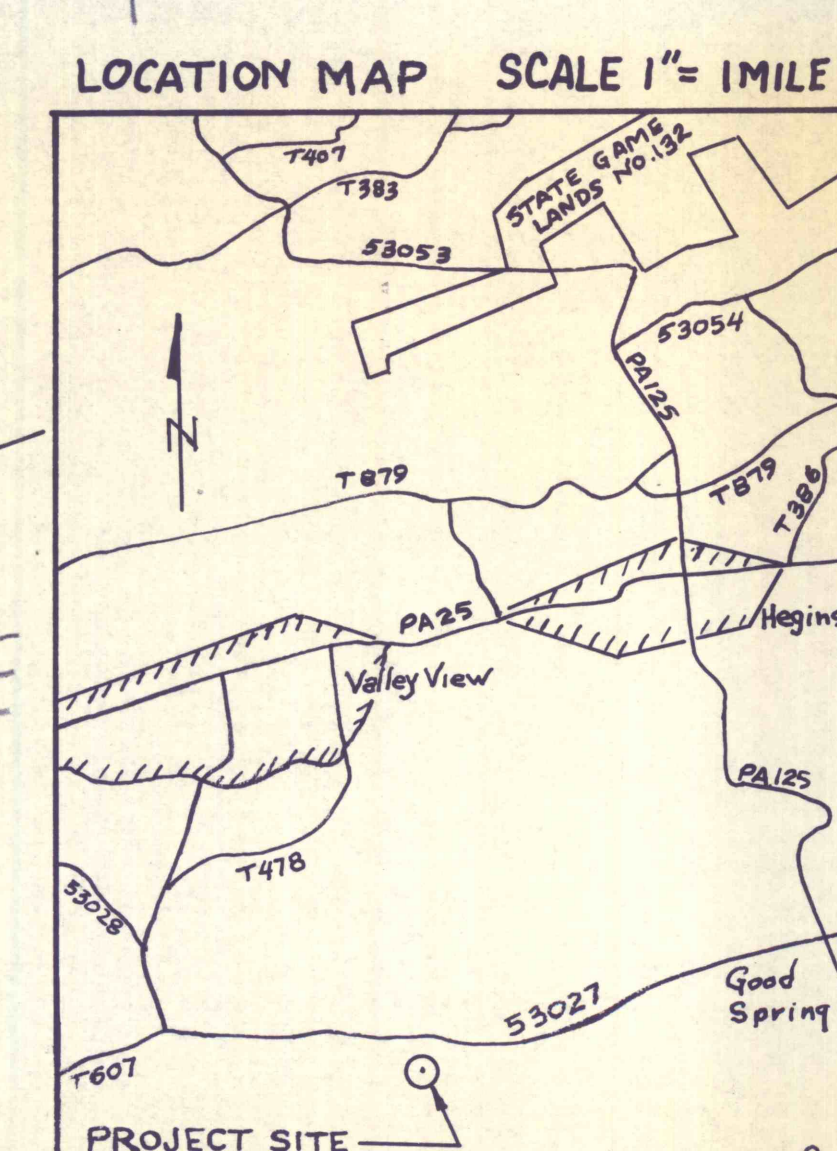 LOCATION MAP SCALE 1"= 1MILE
T407
STATE GAME
LANDS NO.132
T383
53053
53054
PA125
N
T879
T879
T386
PA25
Hegins
Valley View
PA125
T478
53028
Good
Spring
53027
T607
PROJECT SITE